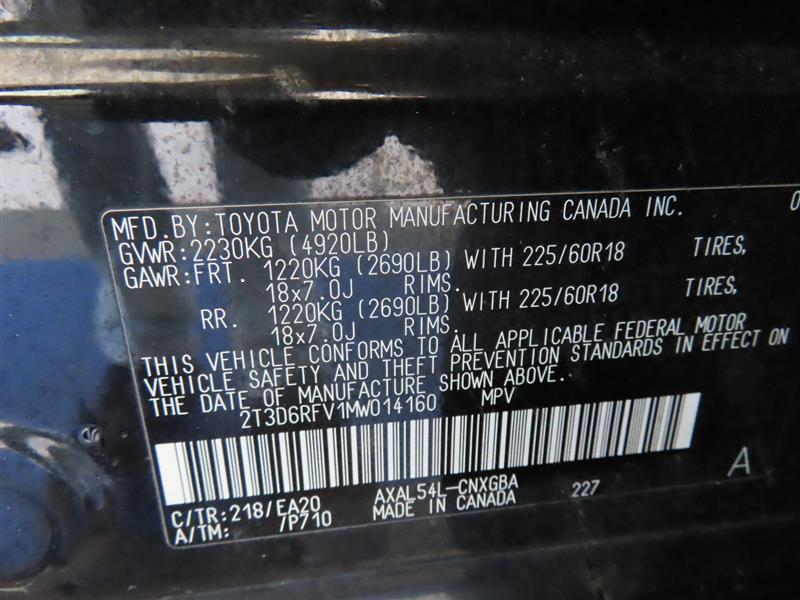 MFD.BY:TOYOTA MOTOR MANUFACTURING CANADA INC.
GVWR:2230KG (4920LB)
GAWR:FRT. 1220KG (2690LB) WITH 225/60R18 TIRES,
18x7.0J RIMS.
RR. 1220KG (2690LB) WITH 225/60R18 TIRES,
18x7.0J RIMS.
THIS VEHICLE CONFORMS TO ALL APPLICABLE FEDERAL MOTOR
VEHICLE SAFETY AND THEFT PREVENTION STANDARDS IN EFFECT ON
THE DATE OF MANUFACTURE SHOWN ABOVE.
2T3D6RFV1MW014160 MPV
A
C/TR:218/EA20 AXAL54L-CNXGBA 227
A/TM: /P710 MADE IN CANADA